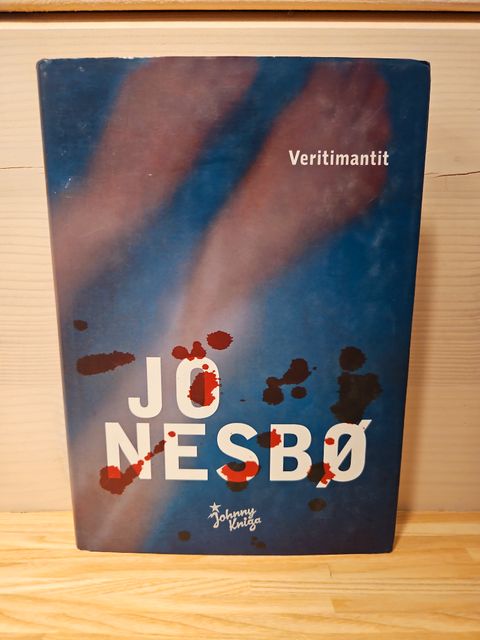 Veritimantit
JO
NESBØ
Johnny
Kniga